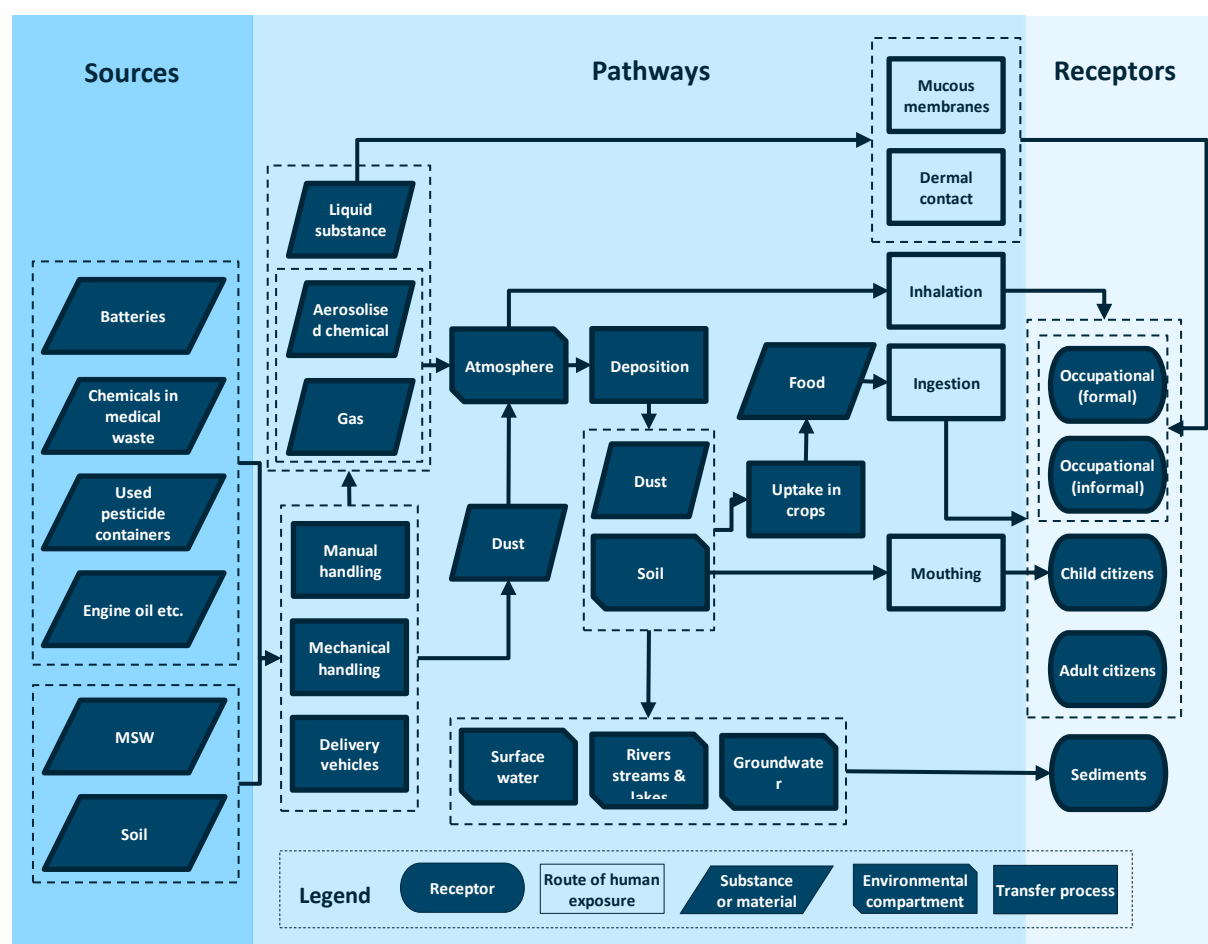 Sources
Pathways
Receptors
Mucous
membranes
Dermal
contact
Liquid
substance
Aerosolise
d chemical
Gas
Batteries
Chemicals in
medical
waste
Used
pesticide
containers
Engine oil etc.
MSW
Soil
Manual
handling
Mechanical
handling
Delivery
vehicles
Atmosphere
Dust
Deposition
Dust
Soil
Food
Uptake in
crops
Inhalation
Ingestion
Mouthing
Occupational
(formal)
Occupational
(informal)
Child citizens
Adult citizens
Surface
water
Rivers
streams &
lakes
Groundwate
r
Sediments
Legend
Receptor
Route of human
exposure
Substance
or material
Environmental
compartment
Transfer process